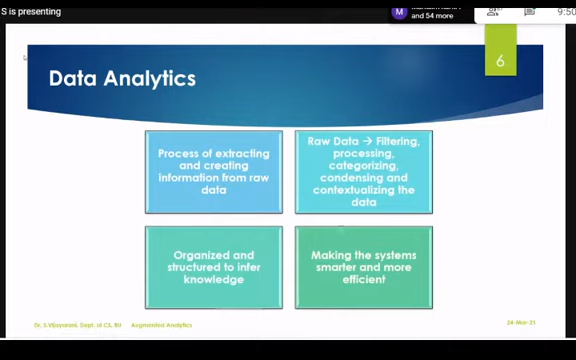 S is presenting
M
and 54 more
9:50
Data Analytics
6
Process of extracting
and creating
information from raw
data
Raw Data → Filtering,
processing,
categorizing,
condensing and
contextualizing the
data
Organized and
structured to infer
knowledge
Making the systems
smarter and more
efficient
Dr. S.Vijayarani, Dept. of CS, BU Augmented Analytics
24-Mar-21